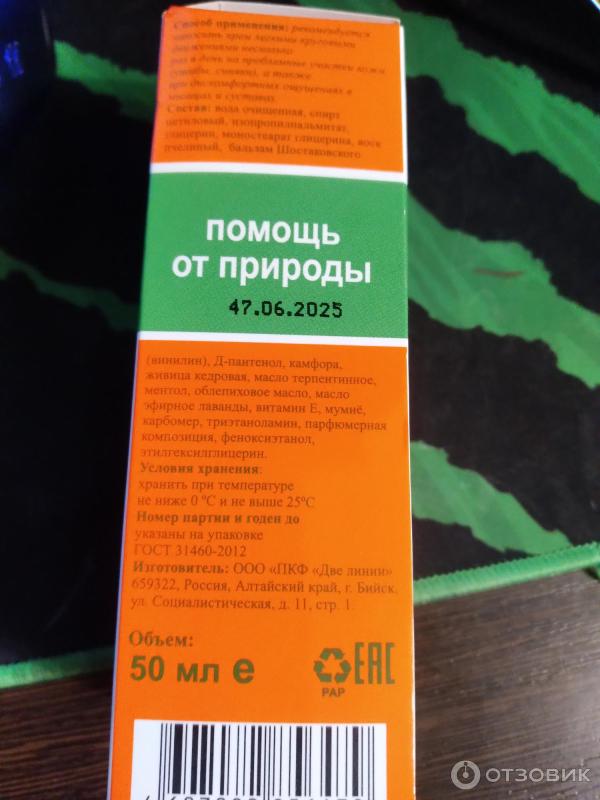 Способ применения: рекомендуется
наносить крем легкими круговыми
движениями несколько
раз в день на проблемные участки кожи
(ушибы, синяки), а также
при дискомфортных ощущениях в
мышцах и суставах.
Состав: вода очищенная, спирт
цетиловый, изопропилпальмитат,
глицерин, моностеарат глицерина, воск
пчелиный, бальзам Шостаковского
ПОМОЩЬ
ОТ ПРИРОДЫ
47.06.2025
(винилин), Д-пантенол, камфора,
живица кедровая, масло терпентинное,
ментол, облепиховое масло, масло
эфирное лаванды, витамин Е, мумиё,
карбомер, триэтаноламин, парфюмерная
композиция, феноксиэтанол,
этилгексилглицерин.
Условия хранения:
хранить при температуре
не ниже 0 °С и не выше 25°С
Номер партии и годен до
указаны на упаковке
ГОСТ 31460-2012
Изготовитель: ООО «ПКФ «Две линии»
659322, Россия, Алтайский край, г. Бийск,
ул. Социалистическая, д. 11, стр. 1.
Объем:
50 мл е
PAP
EAC
ОТЗОВИК